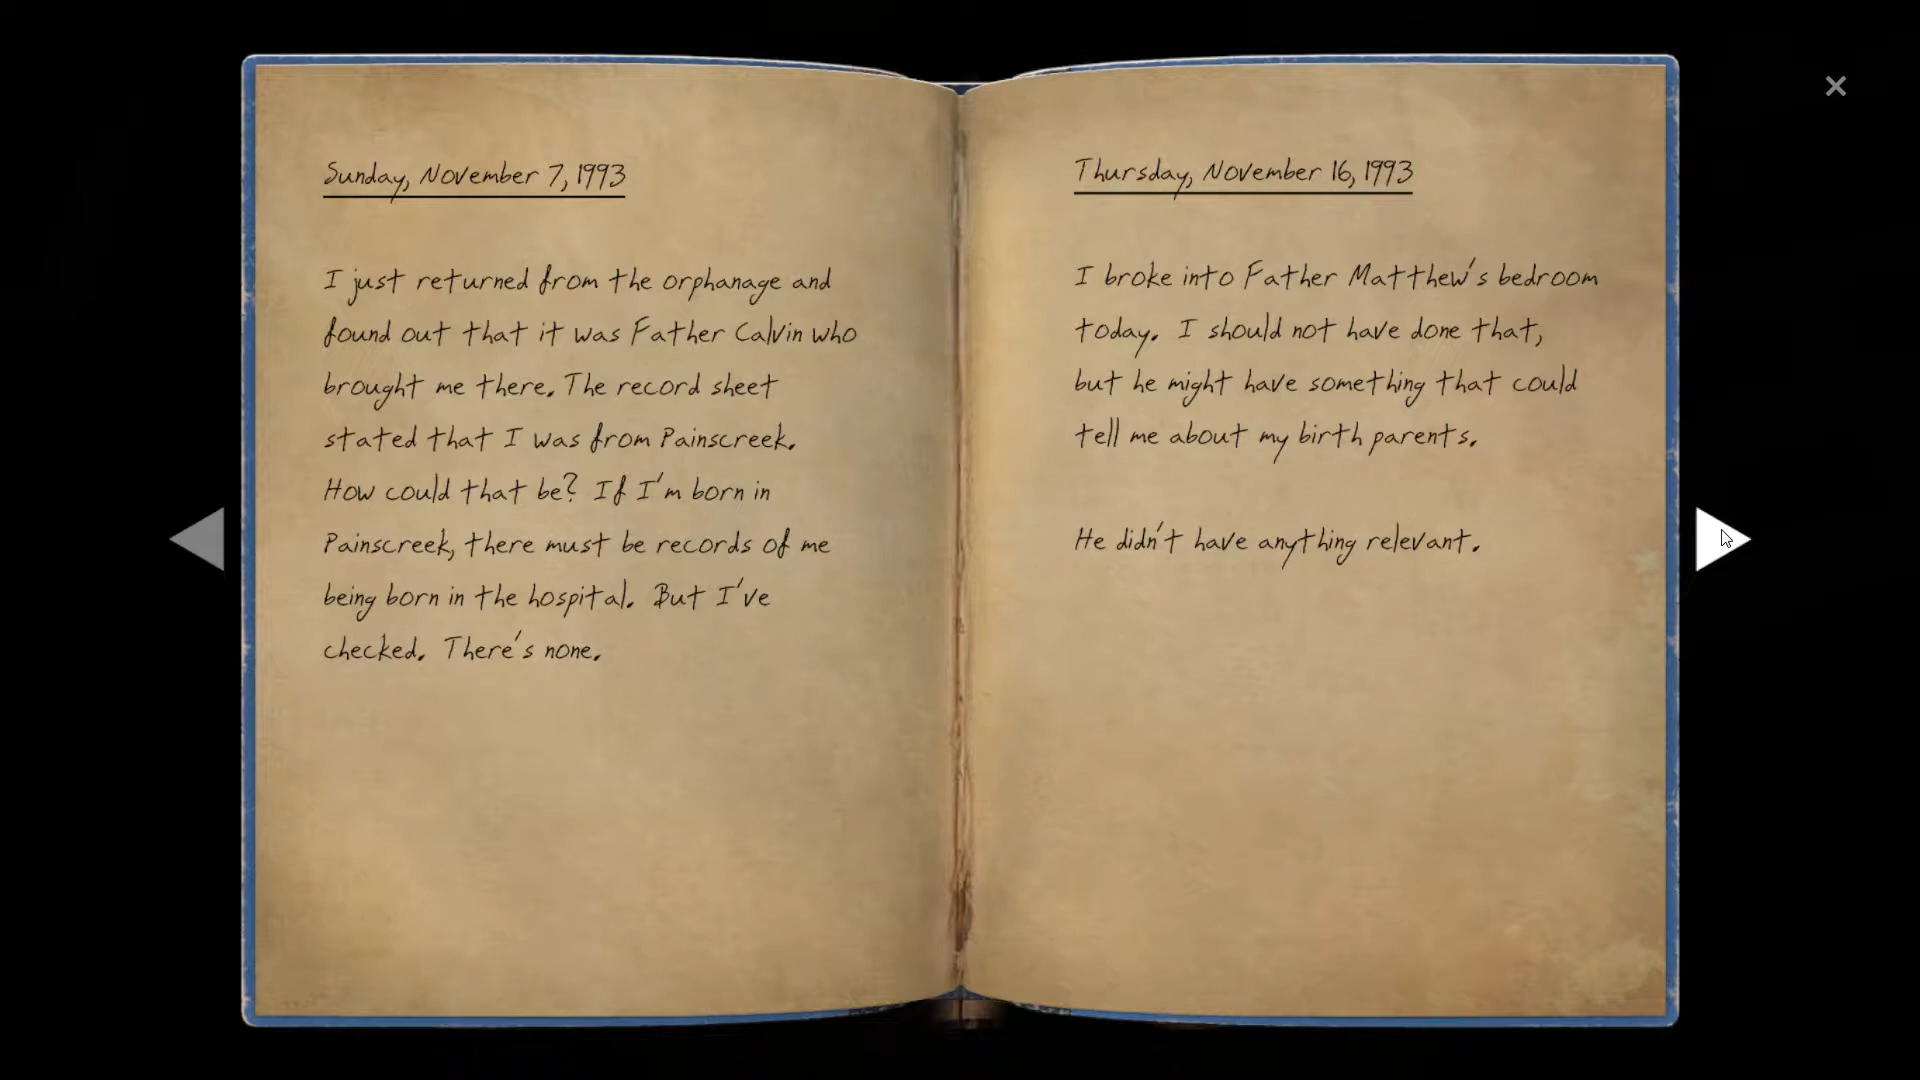 Sunday, November 7, 1993
I just returned from the orphanage and
found out that it was Father Calvin who
brought me there. The record sheet
stated that I was from Painscreek.
How could that be? If I'm born in
Painscreek, there must be records of me
being born in the hospital. But I've
checked. There's none.
Thursday, November 16, 1993
I broke into Father Matthew's bedroom
today. I should not have done that,
but he might have something that could
tell me about my birth parents.
He didn't have anything relevant.